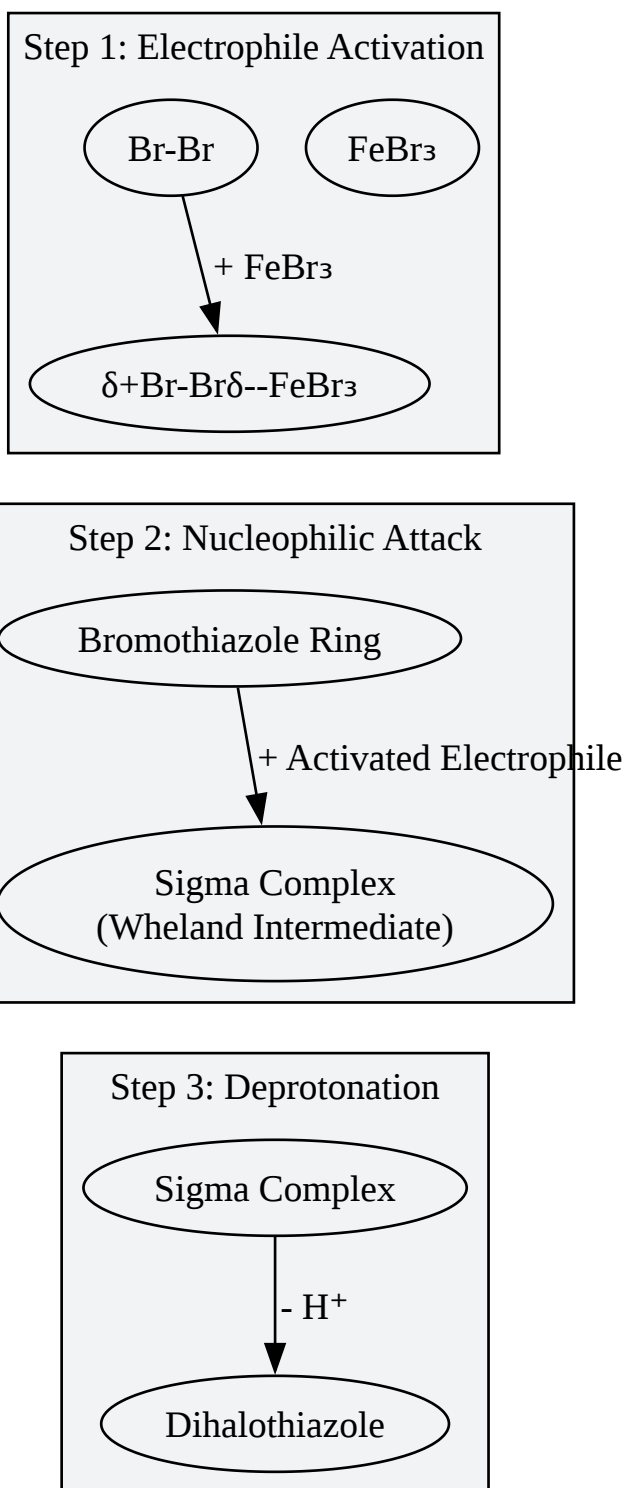 Step 1: Electrophile Activation
Br-Br
FeBr₃
+ FeBr₃
δ+Br-Brδ--FeBr₃
Step 2: Nucleophilic Attack
Bromothiazole Ring
+ Activated Electrophile
Sigma Complex
(Wheland Intermediate)
Step 3: Deprotonation
Sigma Complex
- H⁺
Dihalothiazole